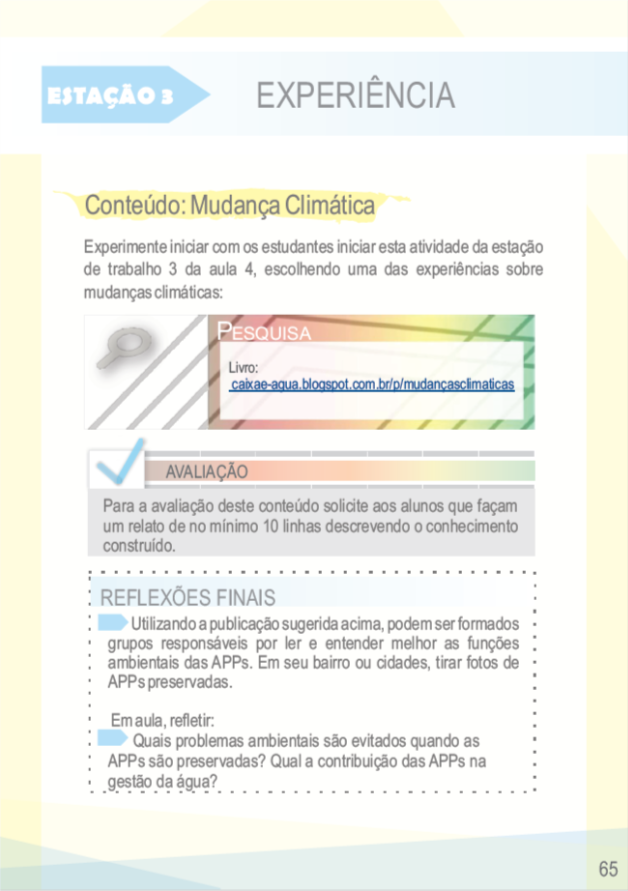 ESTAÇÃO 3
EXPERIÊNCIA
Conteúdo: Mudança Climática
Experimente iniciar com os estudantes iniciar esta atividade da estação
de trabalho 3 da aula 4, escolhendo uma das experiências sobre
mudanças climáticas:
PESQUISA
Livro:
caixae-agua.blogspot.com.br/p/mudançasclimaticas
AVALIAÇÃO
Para a avaliação deste conteúdo solicite aos alunos que façam
um relato de no mínimo 10 linhas descrevendo o conhecimento
construído.
REFLEXÕES FINAIS
Utilizando a publicação sugerida acima, podem ser formados
grupos responsáveis por ler e entender melhor as funções
ambientais das APPs. Em seu bairro ou cidades, tirar fotos de
APPs preservadas.
Em aula, refletir:
Quais problemas ambientais são evitados quando as
APPs são preservadas? Qual a contribuição das APPs na
gestão da água?
65